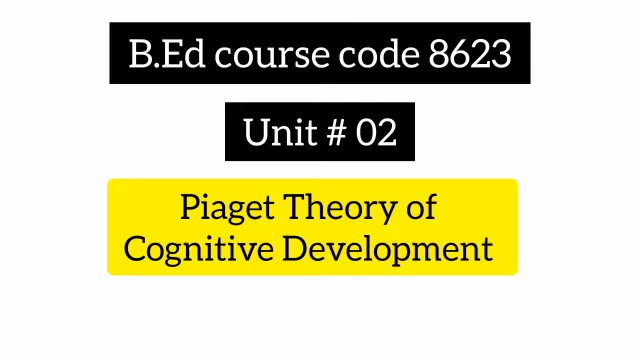 B.Ed course code 8623
Unit # 02
Piaget Theory of
Cognitive Development